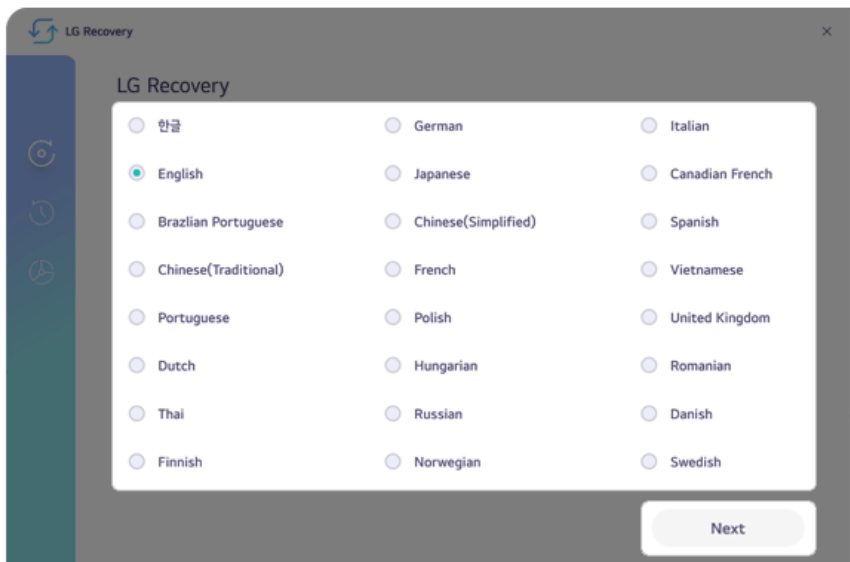 LG Recovery
LG Recovery
한글 German Italian
English Japanese Canadian French
Brazlian Portuguese Chinese(Simplified) Spanish
Chinese(Traditional) French Vietnamese
Portuguese Polish United Kingdom
Dutch Hungarian Romanian
Thai Russian Danish
Finnish Norwegian Swedish
Next